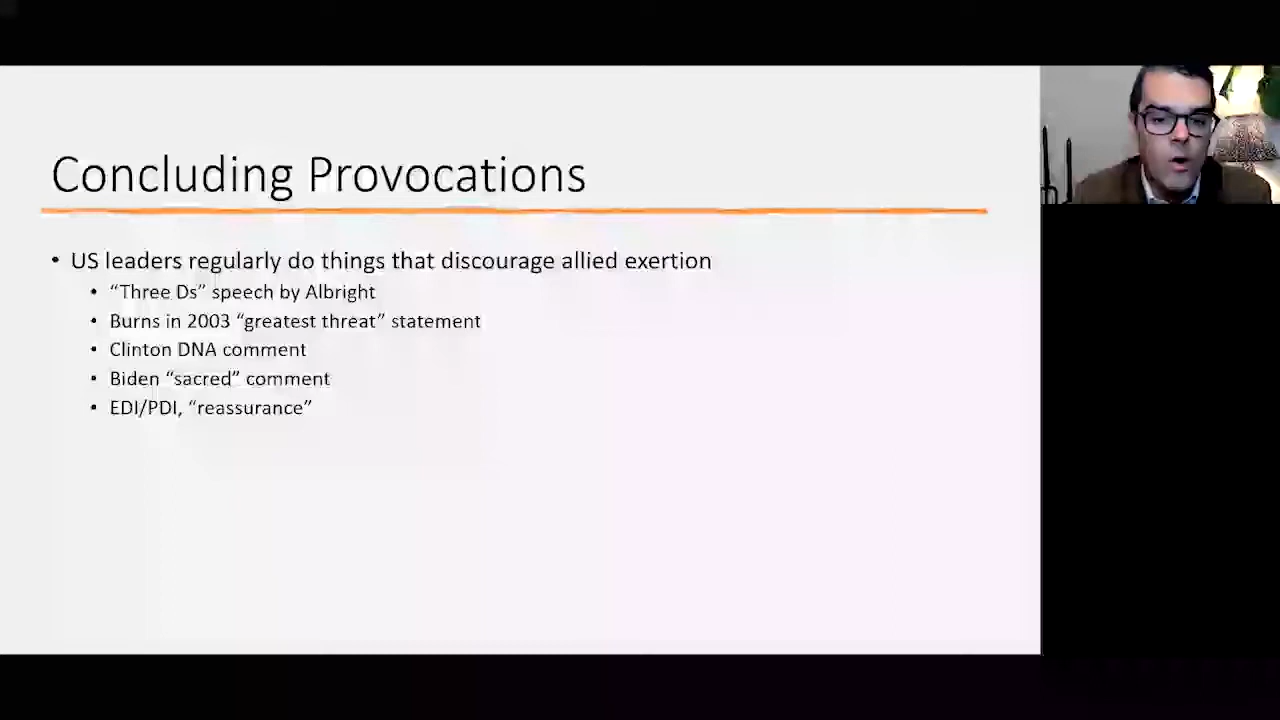 Concluding Provocations
• US leaders regularly do things that discourage allied exertion
• “Three Ds” speech by Albright
• Burns in 2003 “greatest threat” statement
• Clinton DNA comment
• Biden “sacred” comment
• EDI/PDI, “reassurance”